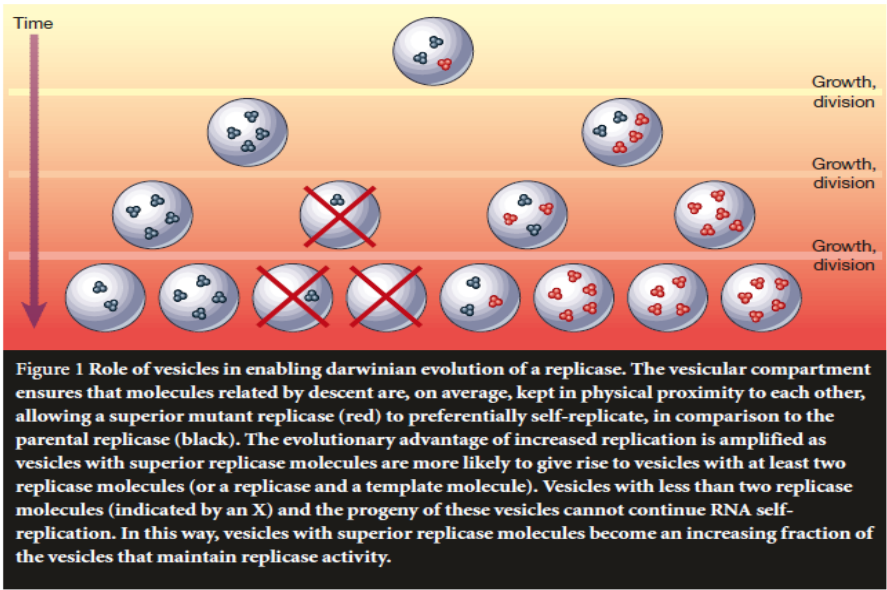 Time
Growth,
division
Growth,
division
Growth,
division
Figure 1 Role of vesicles in enabling darwinian evolution of a replicase. The vesicular compartment
ensures that molecules related by descent are, on average, kept in physical proximity to each other,
allowing a superior mutant replicase (red) to preferentially self-replicate, in comparison to the
parental replicase (black). The evolutionary advantage of increased replication is amplified as
vesicles with superior replicase molecules are more likely to give rise to vesicles with at least two
replicase molecules (or a replicase and a template molecule). Vesicles with less than two replicase
molecules (indicated by an X) and the progeny of these vesicles cannot continue RNA self-
replication. In this way, vesicles with superior replicase molecules become an increasing fraction of
the vesicles that maintain replicase activity.